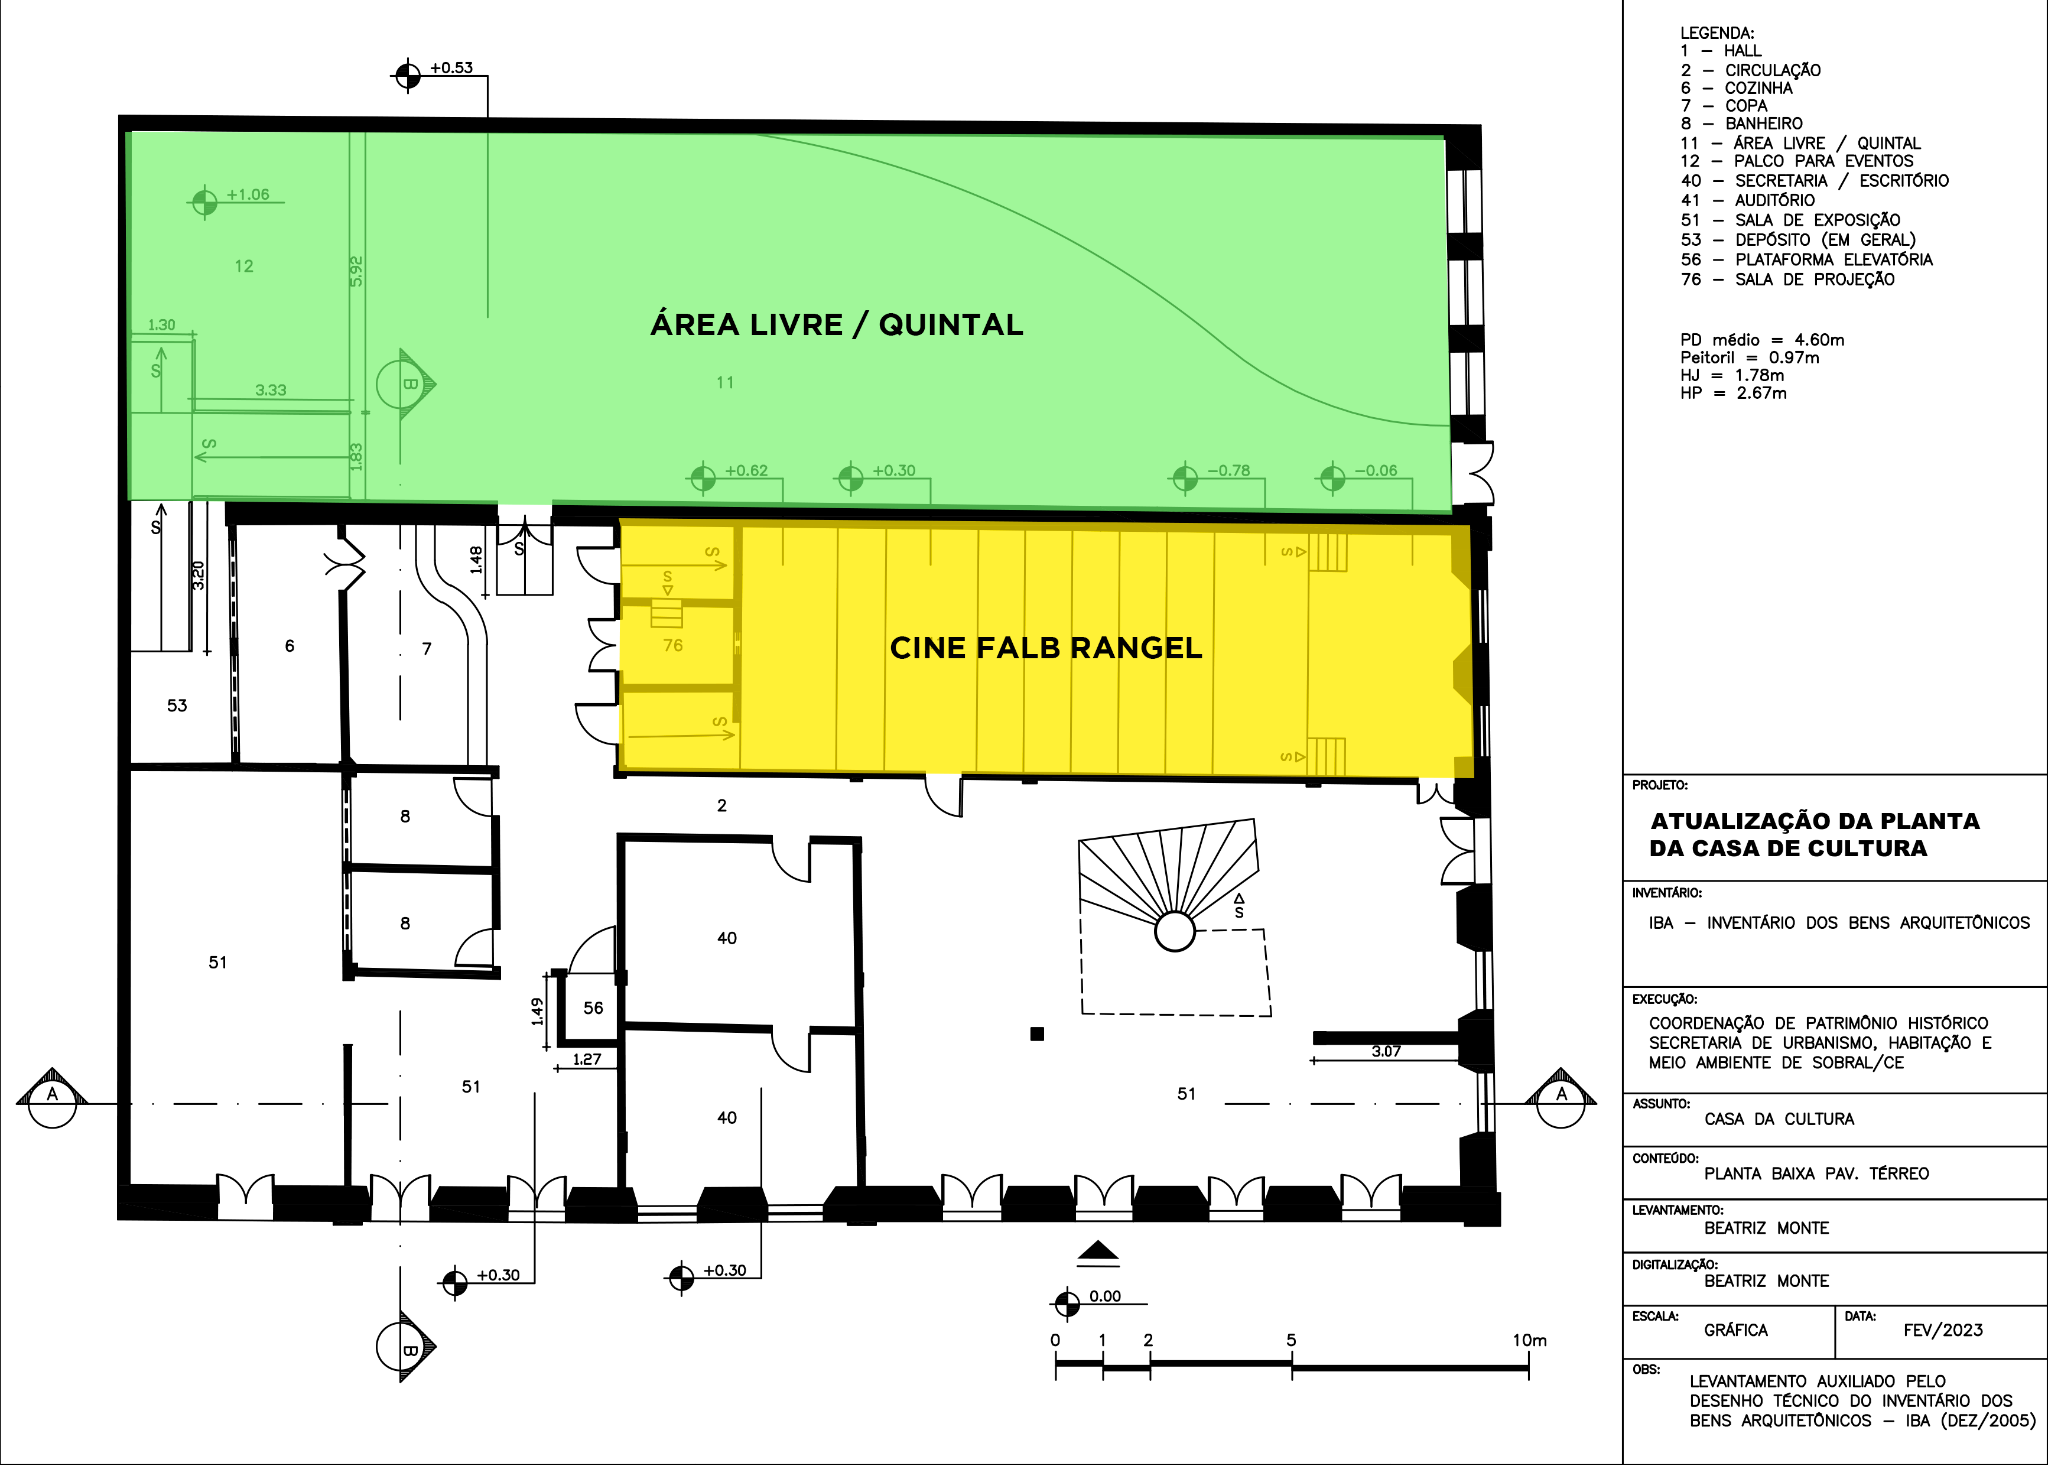 +0.53
+1.06
12
5.92
1.30
S
3.33
S
1.83
B
ÁREA LIVRE / QUINTAL
11
+0.62
+0.30
-0.78
-0.06
S
3.20
1.48
S
S
S
S
76
S
S
CINE FALB RANGEL
6
7
53
2
8
8
51
40
56
1.49
1.27
51
40
S
3.07
51
A
A
+0.30
+0.30
B
0.00
0 1 2 5 10m
LEGENDA:
1 – HALL
2 – CIRCULAÇÃO
6 – COZINHA
7 – COPA
8 – BANHEIRO
11 – ÁREA LIVRE / QUINTAL
12 – PALCO PARA EVENTOS
40 – SECRETARIA / ESCRITÓRIO
41 – AUDITÓRIO
51 – SALA DE EXPOSIÇÃO
53 – DEPÓSITO (EM GERAL)
56 – PLATAFORMA ELEVATÓRIA
76 – SALA DE PROJEÇÃO
PD médio = 4.60m
Peitoril = 0.97m
HJ = 1.78m
HP = 2.67m
PROJETO:
ATUALIZAÇÃO DA PLANTA
DA CASA DE CULTURA
INVENTÁRIO:
IBA – INVENTÁRIO DOS BENS ARQUITETÔNICOS
EXECUÇÃO:
COORDENAÇÃO DE PATRIMÔNIO HISTÓRICO
SECRETARIA DE URBANISMO, HABITAÇÃO E
MEIO AMBIENTE DE SOBRAL/CE
ASSUNTO:
CASA DA CULTURA
CONTEÚDO:
PLANTA BAIXA PAV. TÉRREO
LEVANTAMENTO:
BEATRIZ MONTE
DIGITALIZAÇÃO:
BEATRIZ MONTE
ESCALA:
GRÁFICA
DATA:
FEV/2023
OBS:
LEVANTAMENTO AUXILIADO PELO
DESENHO TÉCNICO DO INVENTÁRIO DOS
BENS ARQUITETÔNICOS – IBA (DEZ/2005)